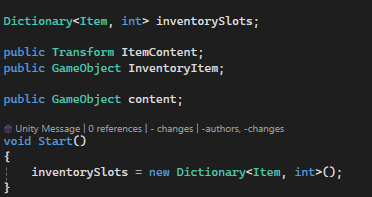 Dictionary<Item, int> inventorySlots;
public Transform ItemContent;
public GameObject InventoryItem;
public GameObject content;
Unity Message | 0 references | - changes | -authors, -changes
void Start()
{
inventorySlots = new Dictionary<Item, int>();
}